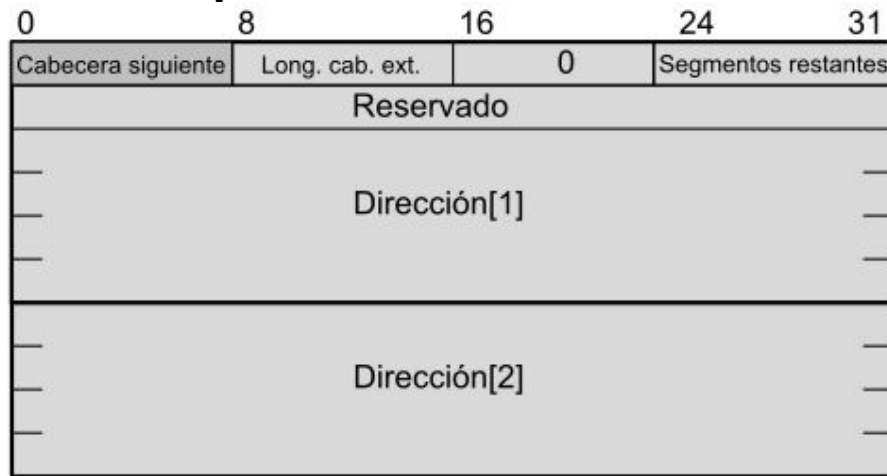 0 8 16 24 31
Cabecera siguiente Long. cab. ext. 0 Segmentos restantes
Reservado
Dirección[1]
Dirección[2]